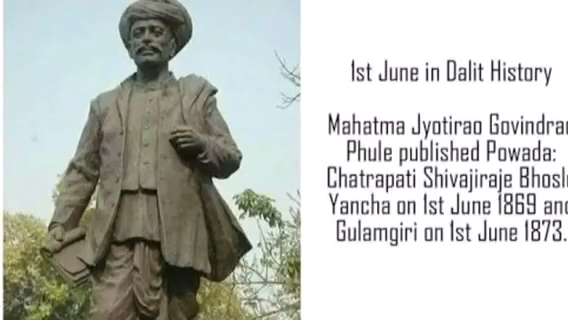 1st June in Dalit History
Mahatma Jyotirao Govindra
Phule published Powada:
Chatrapati Shivajiraje Bhosl
Yancha on 1st June 1869 and
Gulamgiri on 1st June 1873.